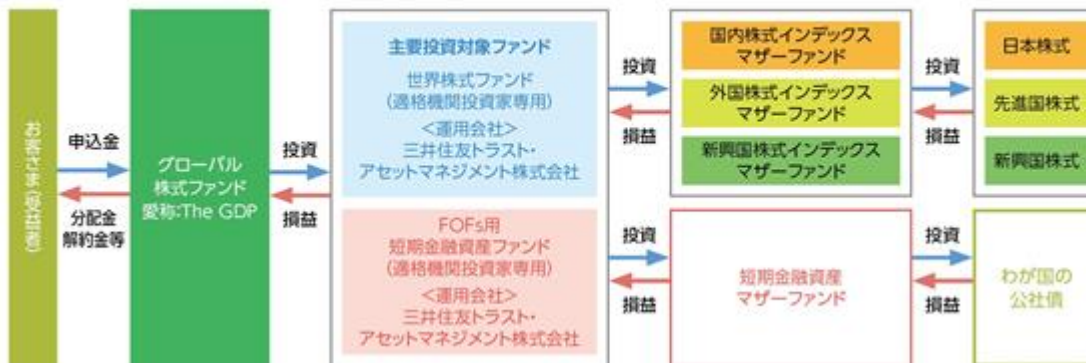 お客さま(受益者)
申込金
分配金
解約金等
グローバル
株式ファンド
愛称:The GDP
投資
損益
主要投資対象ファンド
世界株式ファンド
(適格機関投資家専用)
<運用会社>
三井住友トラスト・
アセットマネジメント株式会社
投資
損益
国内株式インデックス
マザーファンド
外国株式インデックス
マザーファンド
新興国株式インデックス
マザーファンド
投資
損益
日本株式
先進国株式
新興国株式
FOFs用
短期金融資産ファンド
(適格機関投資家専用)
<運用会社>
三井住友トラスト・
アセットマネジメント株式会社
投資
損益
短期金融資産
マザーファンド
投資
損益
わが国の
公社債